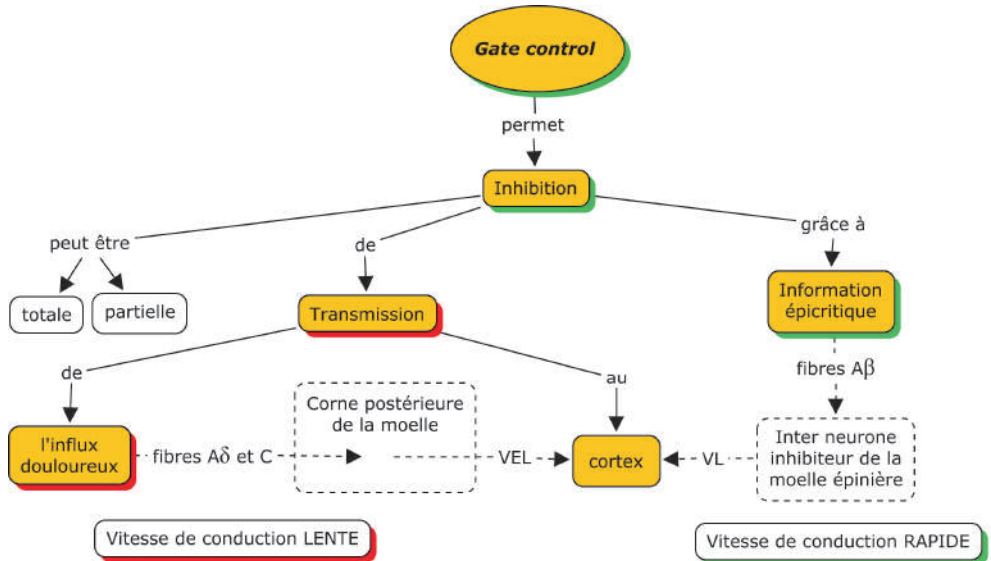 Gate control
permet
Inhibition
peut être
de
grâce à
totale
partielle
Transmission
Information
épicritique
de
au
fibres Aβ
Corne postérieure
de la moelle
l'influx
douloureux
fibres Aδ et C
VEL
cortex
VL
Inter neurone
inhibiteur de la
moelle épinière
Vitesse de conduction LENTE
Vitesse de conduction RAPIDE